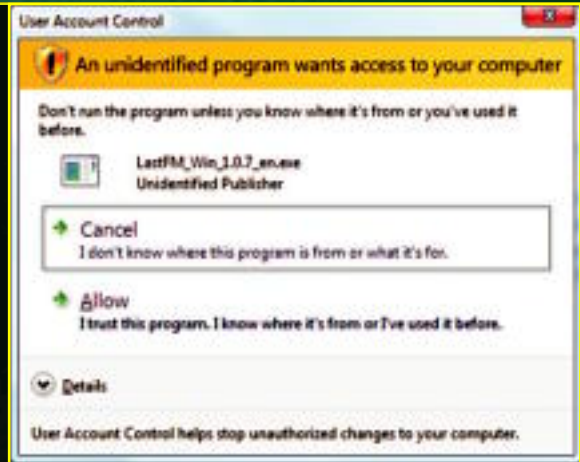 User Account Control
An unidentified program wants access to your computer
Don't run the program unless you know where it's from or you've used it
before.
LastFM_Win_1.0.7_en.exe
Unidentified Publisher
Cancel
I don't know where this program is from or what it's for.
Allow
I trust this program. I know where it's from or I've used it before.
Details
User Account Control helps stop unauthorized changes to your computer.